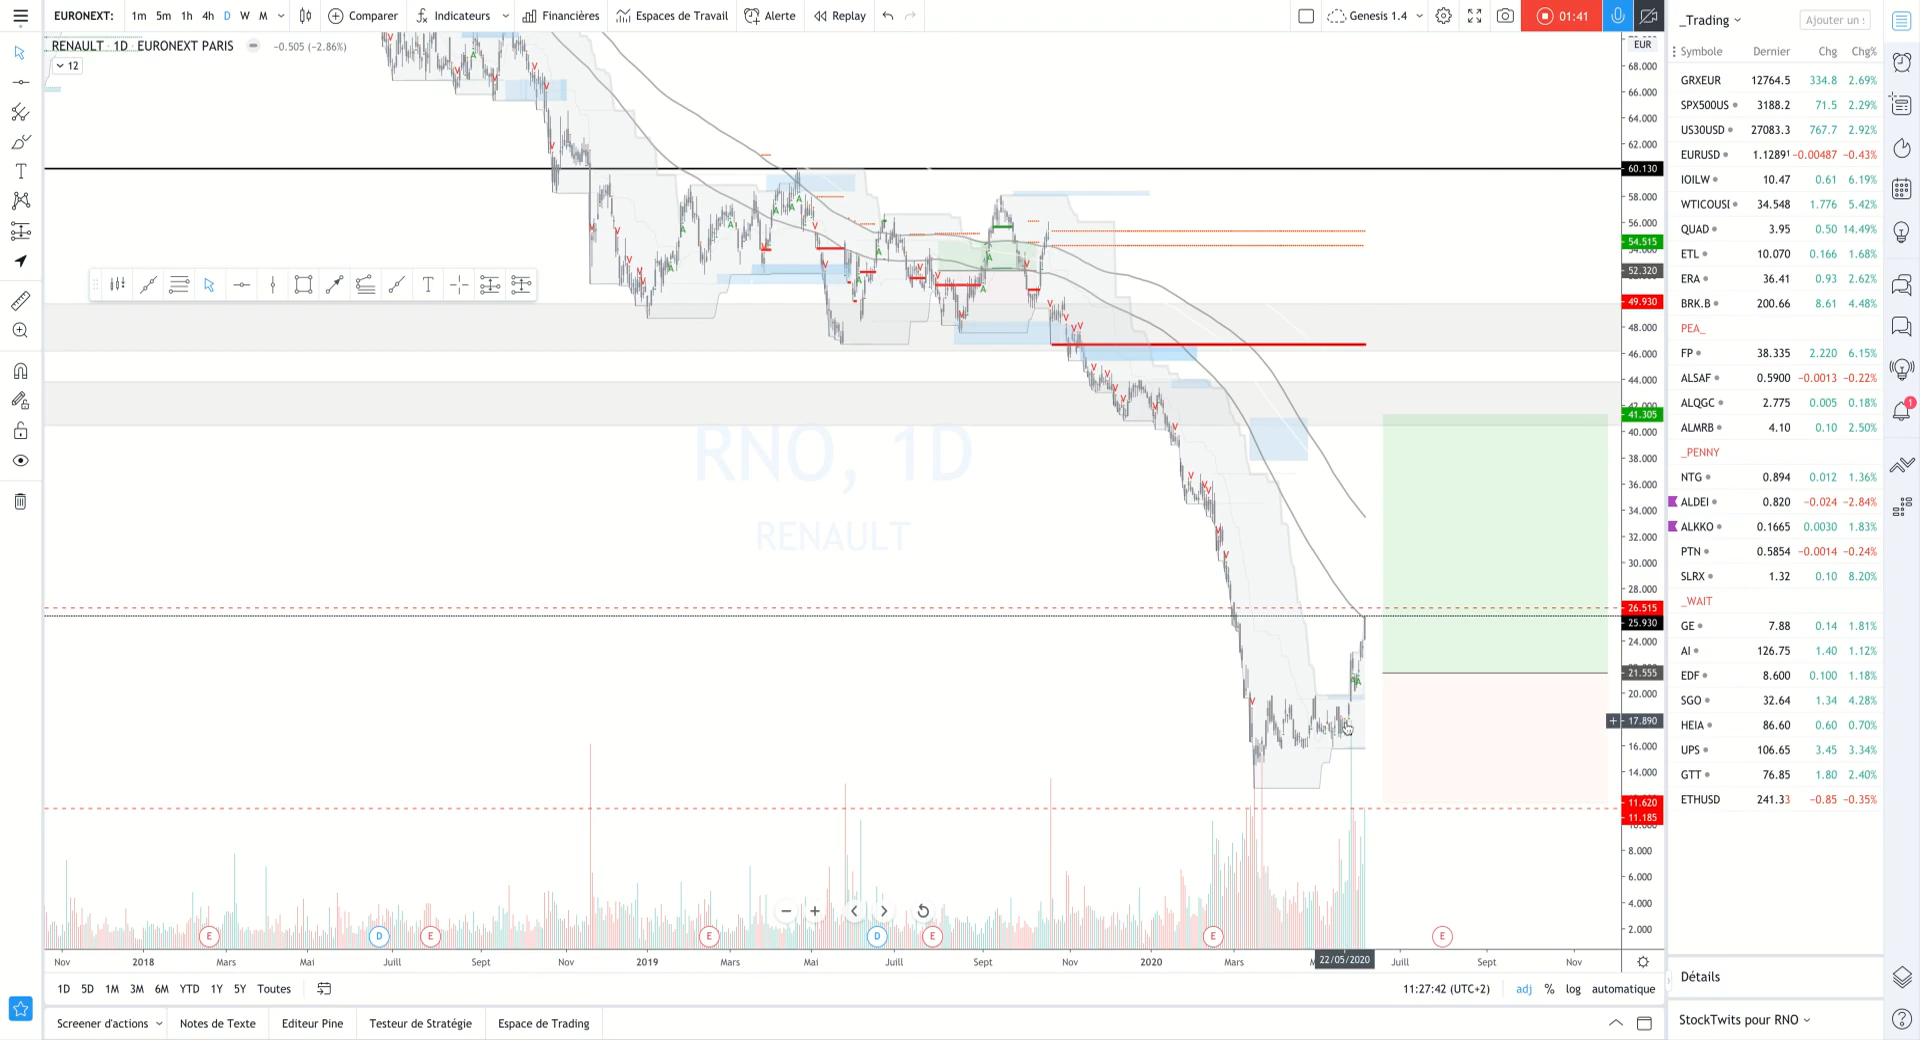 EURONEXT: 1m 5m 1h 4h D W M Comparer Indicateurs Financières Espaces de Travail Alerte Replay Genesis 1.4 01:41
_Trading Ajouter un s
RENAULT · 1D · EURONEXT PARIS −0.505 (−2.86%)
12
EUR
68.000
66.000
64.000
62.000
60.130
58.000
56.000
54.515
52.320
49.930
48.000
46.000
44.000
42.000
41.305
40.000
38.000
36.000
34.000
32.000
30.000
28.000
26.515
25.930
24.000
21.555
20.000
17.890
16.000
14.000
11.620
11.185
8.000
6.000
4.000
2.000
RNO, 1D
RENAULT
E D E E D E E E
Nov 2018 Mars Mai Juill Sept Nov 2019 Mars Mai Juill Sept Nov 2020 Mars 22/05/2020 Juill Sept Nov
1D 5D 1M 3M 6M YTD 1Y 5Y Toutes 11:27:42 (UTC+2) adj % log automatique
Screener d'actions Notes de Texte Editeur Pine Testeur de Stratégie Espace de Trading
Symbole Dernier Chg Chg%
GRXEUR 12764.5 334.8 2.69%
SPX500US 3188.2 71.5 2.29%
US30USD 27083.3 767.7 2.92%
EURUSD 1.12891 −0.00487 −0.43%
IOILW 10.47 0.61 6.19%
WTICOUSD 34.548 1.776 5.42%
QUAD 3.95 0.50 14.49%
ETL 10.070 0.166 1.68%
ERA 36.41 0.93 2.62%
BRK.B 200.66 8.61 4.48%
PEA_
FP 38.335 2.220 6.15%
ALSAF 0.5900 −0.0013 −0.22%
ALQGC 2.775 0.005 0.18%
ALMRB 4.10 0.10 2.50%
_PENNY
NTG 0.894 0.012 1.36%
ALDEI 0.820 −0.024 −2.84%
ALKKO 0.1665 0.0030 1.83%
PTN 0.5854 −0.0014 −0.24%
SLRX 1.32 0.10 8.20%
_WAIT
GE 7.88 0.14 1.81%
AI 126.75 1.40 1.12%
EDF 8.600 0.100 1.18%
SGO 32.64 1.34 4.28%
HEIA 86.60 0.60 0.70%
UPS 106.65 3.45 3.34%
GTT 76.85 1.80 2.40%
ETHUSD 241.33 −0.85 −0.35%
Détails
StockTwits pour RNO
1